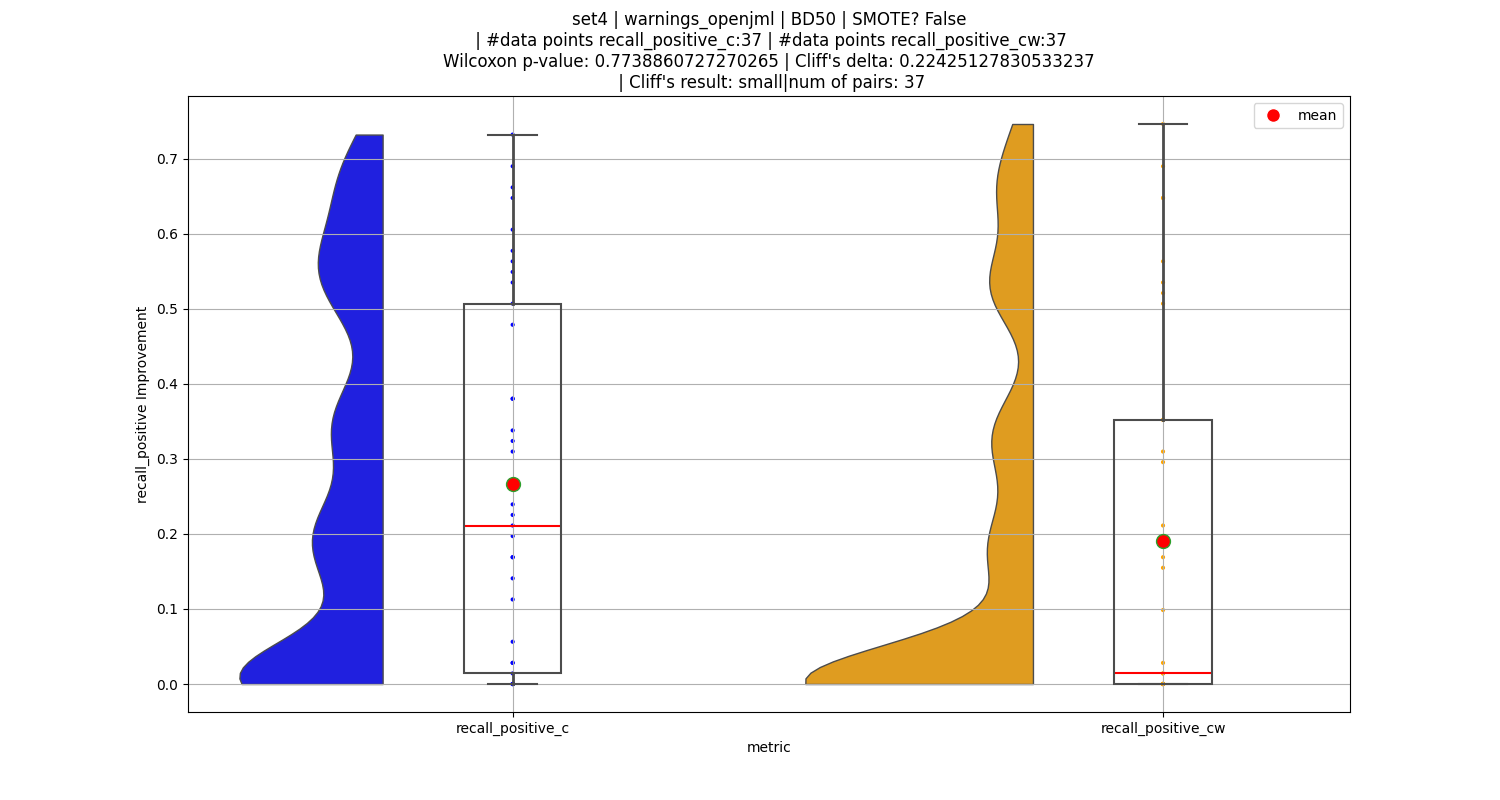 set4 | warnings_openjml | BD50 | SMOTE? False
| #data points recall_positive_c:37 | #data points recall_positive_cw:37
Wilcoxon p-value: 0.7738860727270265 | Cliff's delta: 0.22425127830533237
| Cliff's result: small|num of pairs: 37
mean
0.7
0.6
0.5
0.4
0.3
0.2
0.1
0.0
recall_positive Improvement
recall_positive_c
recall_positive_cw
metric